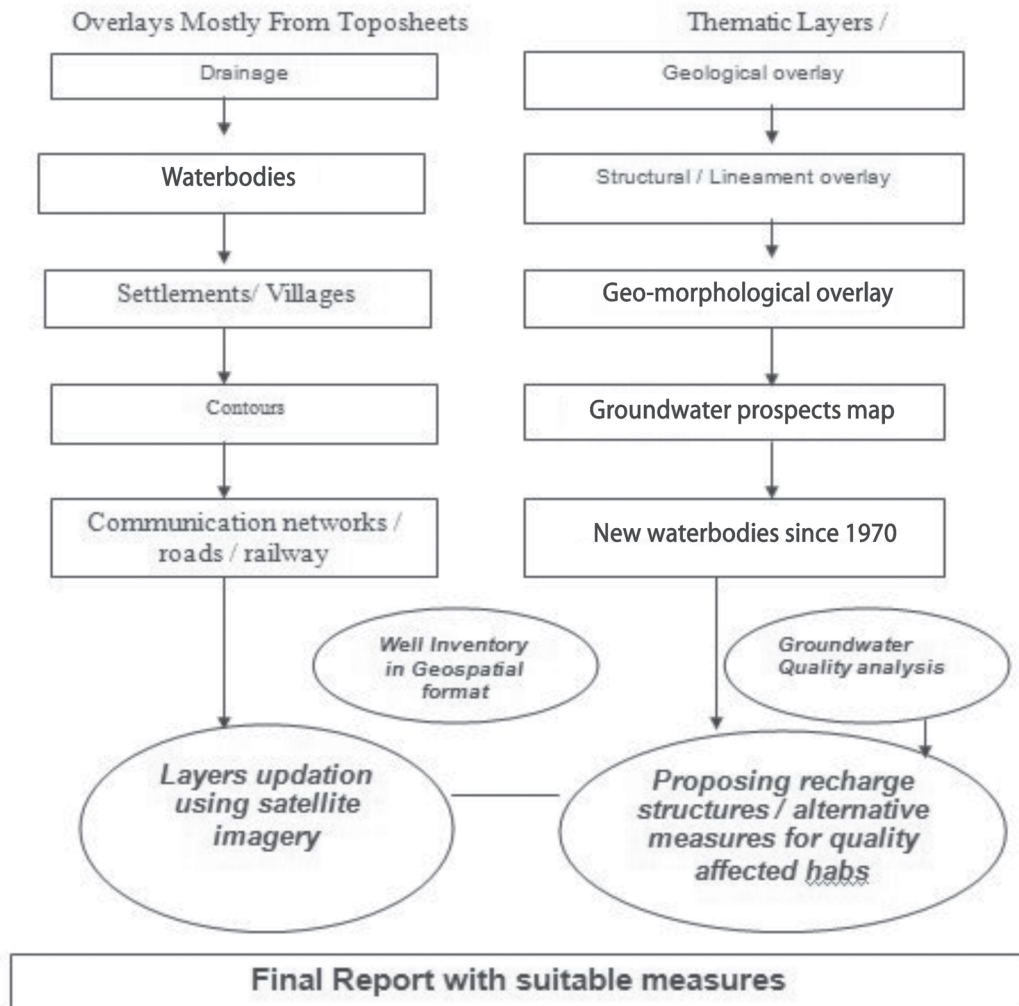 Overlays Mostly From Toposheets
Drainage
Waterbodies
Settlements/ Villages
Contours
Communication networks /
roads / railway
Thematic Layers /
Geological overlay
Structural / Lineament overlay
Geo-morphological overlay
Groundwater prospects map
New waterbodies since 1970
Well Inventory
in Geospatial
format
Groundwater
Quality analysis
Layers updation
using satellite
imagery
Proposing recharge
structures / alternative
measures for quality
affected habs
Final Report with suitable measures